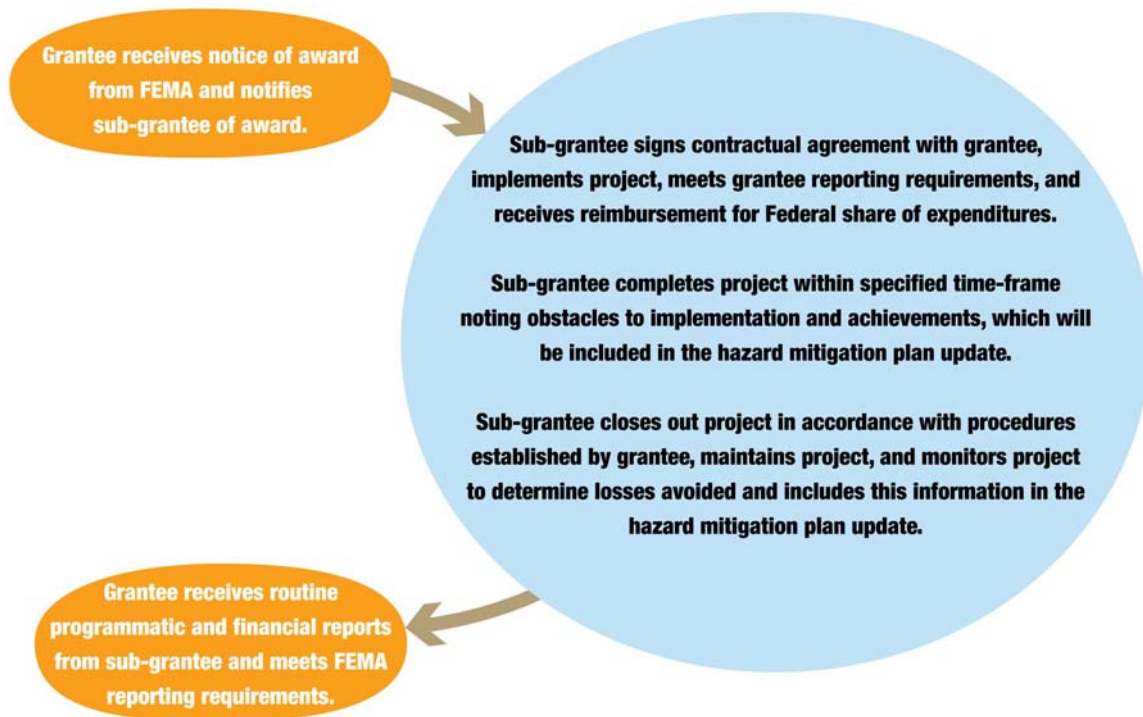 Grantee receives notice of award
from FEMA and notifies
sub-grantee of award.
Sub-grantee signs contractual agreement with grantee,
implements project, meets grantee reporting requirements, and
receives reimbursement for Federal share of expenditures.
Sub-grantee completes project within specified time-frame
noting obstacles to implementation and achievements, which will
be included in the hazard mitigation plan update.
Sub-grantee closes out project in accordance with procedures
established by grantee, maintains project, and monitors project
to determine losses avoided and includes this information in the
hazard mitigation plan update.
Grantee receives routine
programmatic and financial reports
from sub-grantee and meets FEMA
reporting requirements.